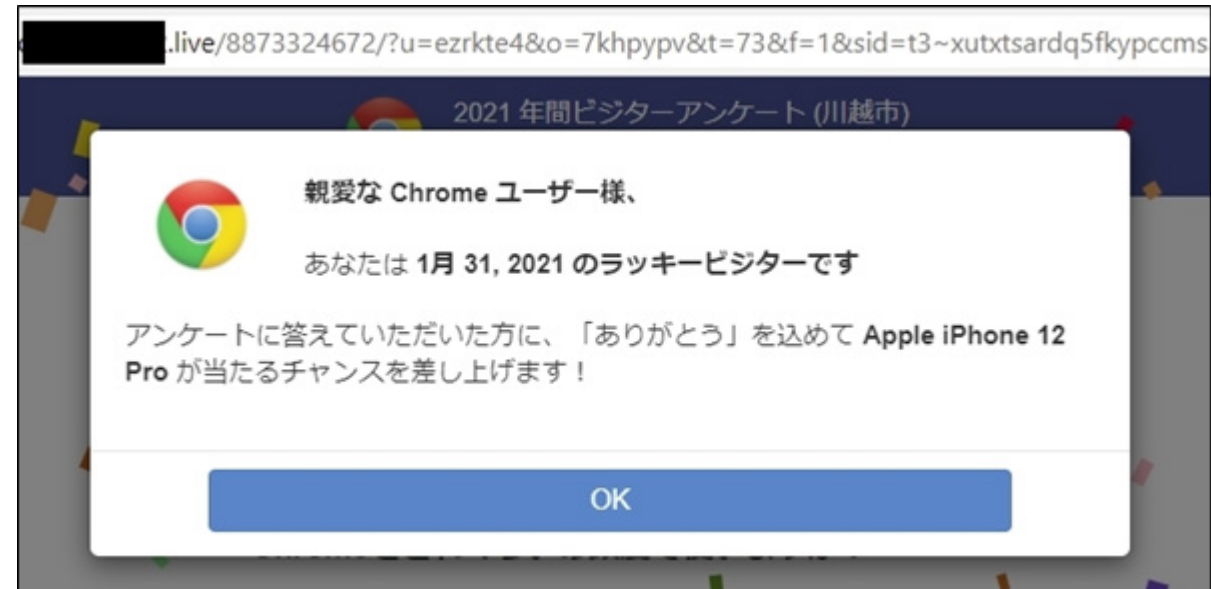 .live/8873324672/?u=ezrkte4&o=7khpypv&t=73&f=1&sid=t3~xutxtsardq5fkypccms
2021 年間ビジターアンケート (川越市)
親愛な Chrome ユーザー様、
あなたは 1月 31, 2021 のラッキービジターです
アンケートに答えていただいた方に、「ありがとう」を込めて Apple iPhone 12
Pro が当たるチャンスを差し上げます！
OK